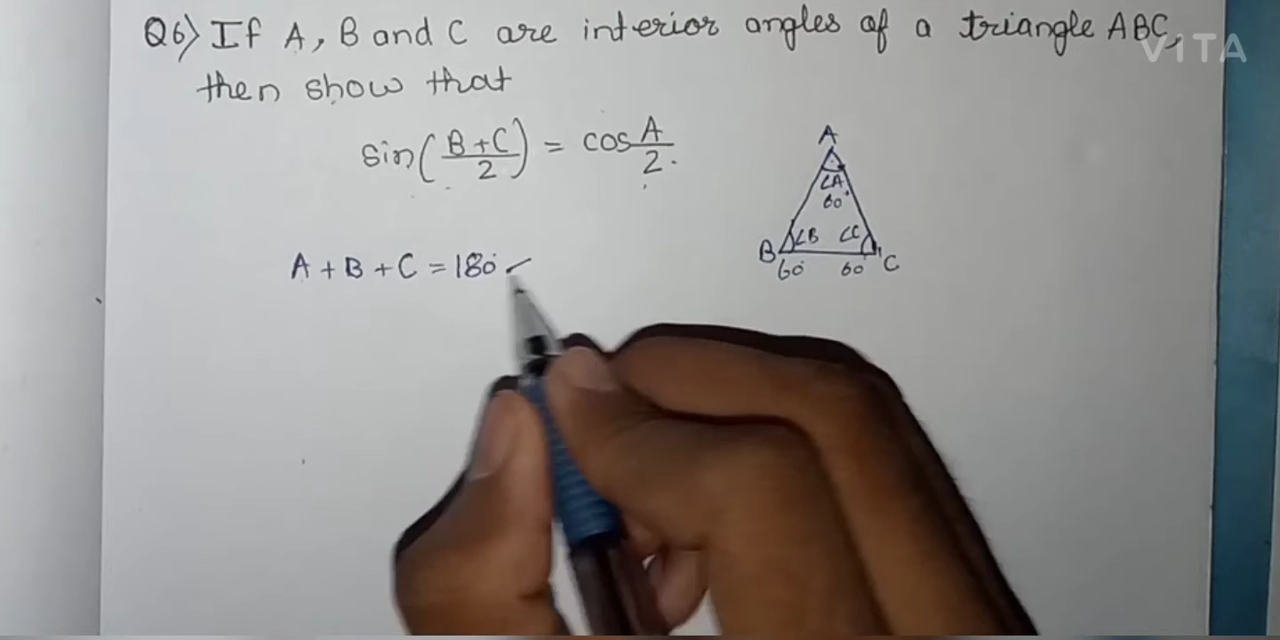 Q6) If A, B and C are interior angles of a triangle ABC,
VITA
then show that
sin(B+C/2) = cos A/2.
A
∠A
60°
B ∠B ∠C C
60° 60°
A + B + C = 180°